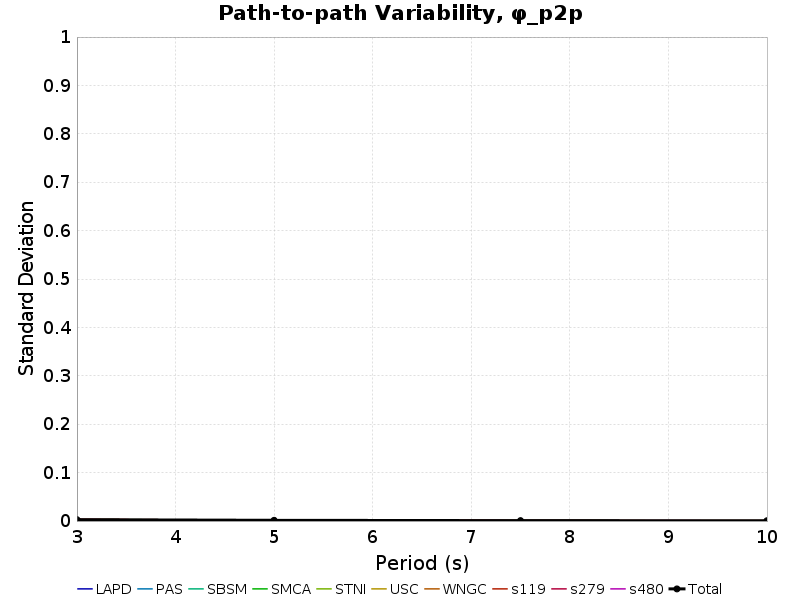 Path-to-path Variability, φ_p2p
1
0.9
0.8
0.7
0.6
0.5
0.4
0.3
0.2
0.1
0
Standard Deviation
3 4 5 6 7 8 9 10
Period (s)
LAPD PAS SBSM SMCA STNI USC WNGC s119 s279 s480 Total